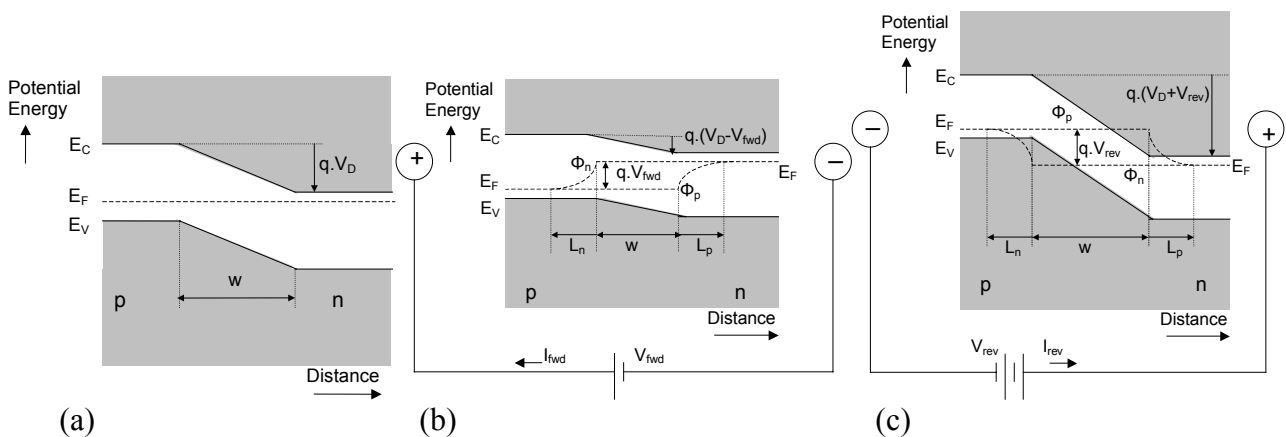 Potential
Energy
E_C
q.V_D
E_F
E_V
w
p
n
Distance
(a)
Potential
Energy
E_C
q.(V_D-V_fwd)
Φ_n
q.V_fwd
E_F
E_F
Φ_p
E_V
L_n
w
L_p
p
n
Distance
+
−
I_fwd
V_fwd
(b)
Potential
Energy
E_C
q.(V_D+V_rev)
Φ_p
E_F
q.V_rev
E_V
Φ_n
E_F
L_n
w
L_p
p
n
Distance
−
+
V_rev
I_rev
(c)